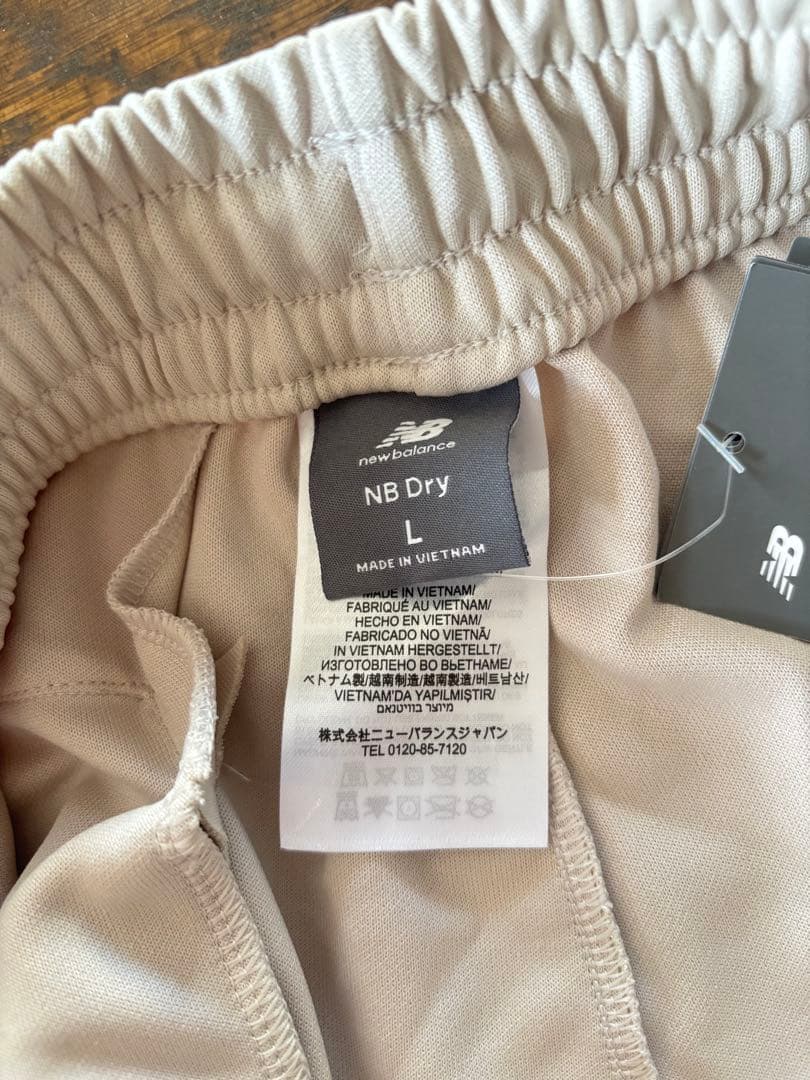 NB
new balance
NB Dry
L
MADE IN VIETNAM
MADE IN VIETNAM/
FABRIQUÉ AU VIETNAM/
HECHO EN VIETNAM/
FABRICADO NO VIETNÃ/
IN VIETNAM HERGESTELLT/
ИЗГОТОВЛЕНО ВО ВЬЕТНАМЕ/
ベトナム製/越南制造/越南製造/베트남산/
VIETNAM'DA YAPILMIŞTIR/
מיוצר בוויטנאם
株式会社ニューバランスジャパン
TEL 0120-85-7120
NB